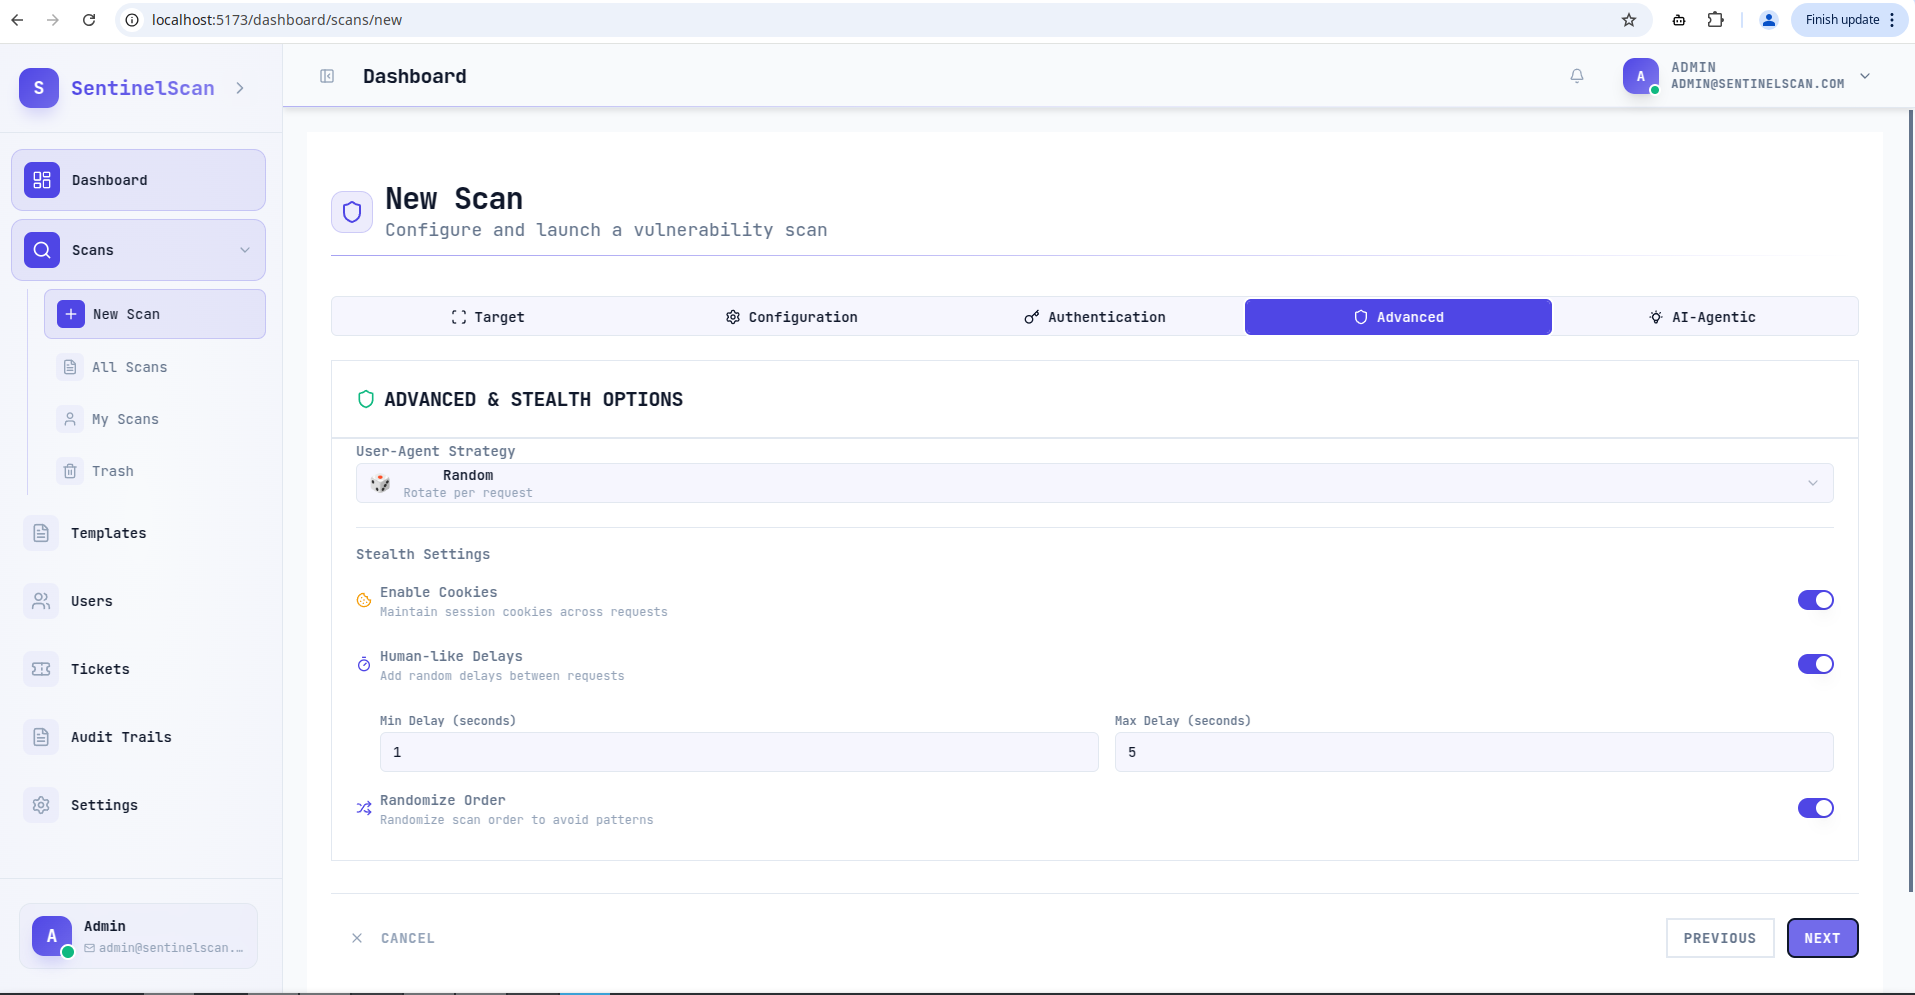 localhost:5173/dashboard/scans/new
Finish update
S
SentinelScan
Dashboard
ADMIN
A
ADMIN@SENTINELSCAN.COM
Dashboard
Scans
New Scan
All Scans
My Scans
Trash
Templates
Users
Tickets
Audit Trails
Settings
A
Admin
admin@sentinelscan.…
New Scan
Configure and launch a vulnerability scan
Target
Configuration
Authentication
Advanced
AI-Agentic
ADVANCED & STEALTH OPTIONS
User-Agent Strategy
Random
Rotate per request
Stealth Settings
Enable Cookies
Maintain session cookies across requests
Human-like Delays
Add random delays between requests
Min Delay (seconds)
1
Max Delay (seconds)
5
Randomize Order
Randomize scan order to avoid patterns
CANCEL
PREVIOUS
NEXT